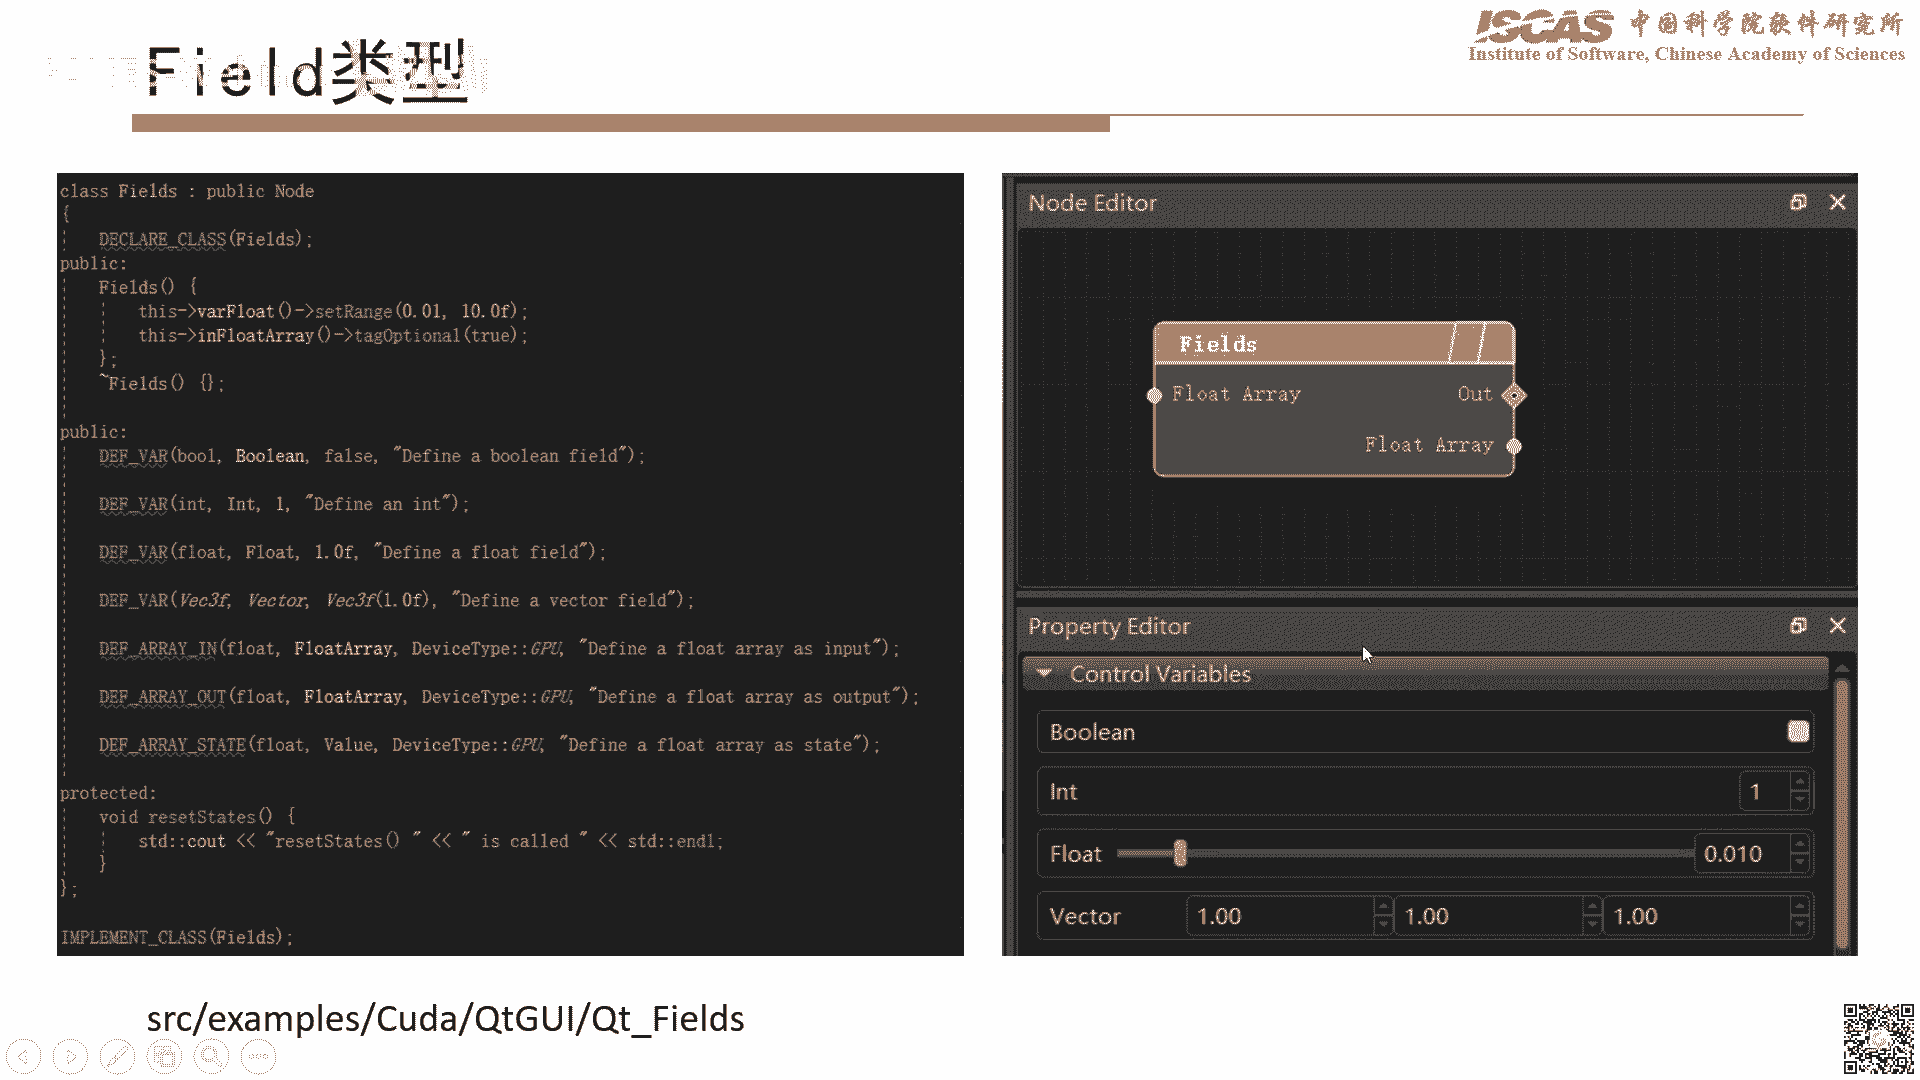 Field类型
ISCAS 中国科学院软件研究所
Institute of Software, Chinese Academy of Sciences
class Fields : public Node
{
DECLARE_CLASS(Fields);
public:
Fields() {
this->varFloat()->setRange(0.01, 10.0f);
this->inFloatArray()->tagOptional(true);
};
~Fields() {};
public:
DEF_VAR(bool, Boolean, false, "Define a boolean field");
DEF_VAR(int, Int, 1, "Define an int");
DEF_VAR(float, Float, 1.0f, "Define a float field");
DEF_VAR(Vec3f, Vector, Vec3f(1.0f), "Define a vector field");
DEF_ARRAY_IN(float, FloatArray, DeviceType::GPU, "Define a float array as input");
DEF_ARRAY_OUT(float, FloatArray, DeviceType::GPU, "Define a float array as output");
DEF_ARRAY_STATE(float, Value, DeviceType::GPU, "Define a float array as state");
protected:
void resetStates() {
std::cout << "resetStates() " << " is called " << std::endl;
}
};
IMPLEMENT_CLASS(Fields);
Node Editor
Fields
Float Array Out
Float Array
Property Editor
Control Variables
Boolean
Int 1
Float 0.010
Vector 1.00 1.00 1.00
src/examples/Cuda/QtGUI/Qt_Fields